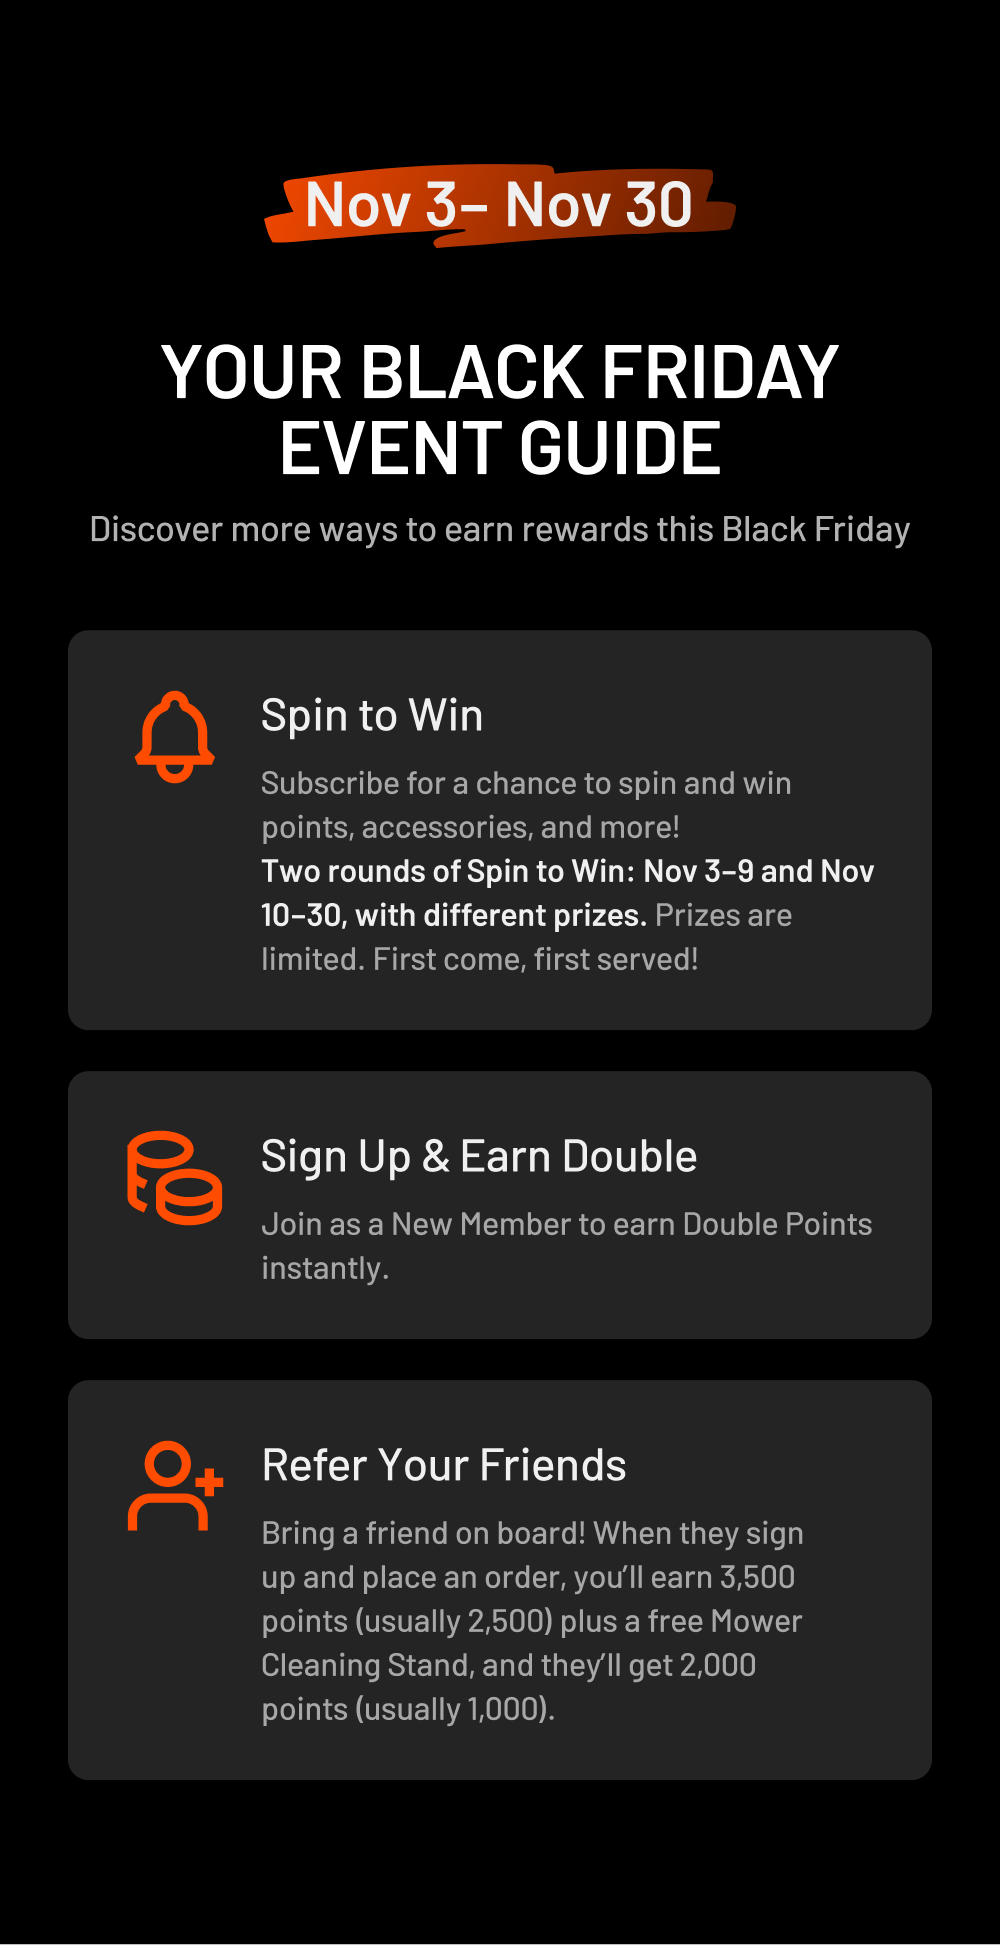 Nov 3– Nov 30
YOUR BLACK FRIDAY
EVENT GUIDE
Discover more ways to earn rewards this Black Friday
Spin to Win
Subscribe for a chance to spin and win
points, accessories, and more!
Two rounds of Spin to Win: Nov 3–9 and Nov
10–30, with different prizes. Prizes are
limited. First come, first served!
Sign Up & Earn Double
Join as a New Member to earn Double Points
instantly.
Refer Your Friends
Bring a friend on board! When they sign
up and place an order, you’ll earn 3,500
points (usually 2,500) plus a free Mower
Cleaning Stand, and they’ll get 2,000
points (usually 1,000).